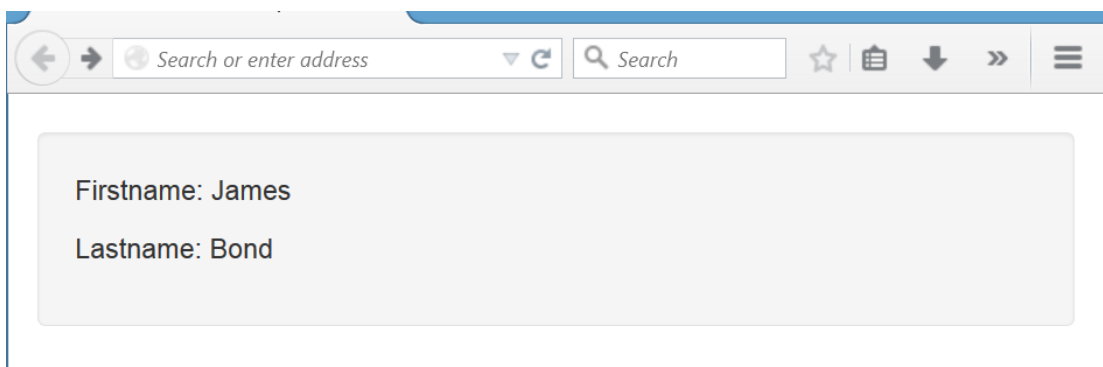 Search or enter address
Search
Firstname: James
Lastname: Bond